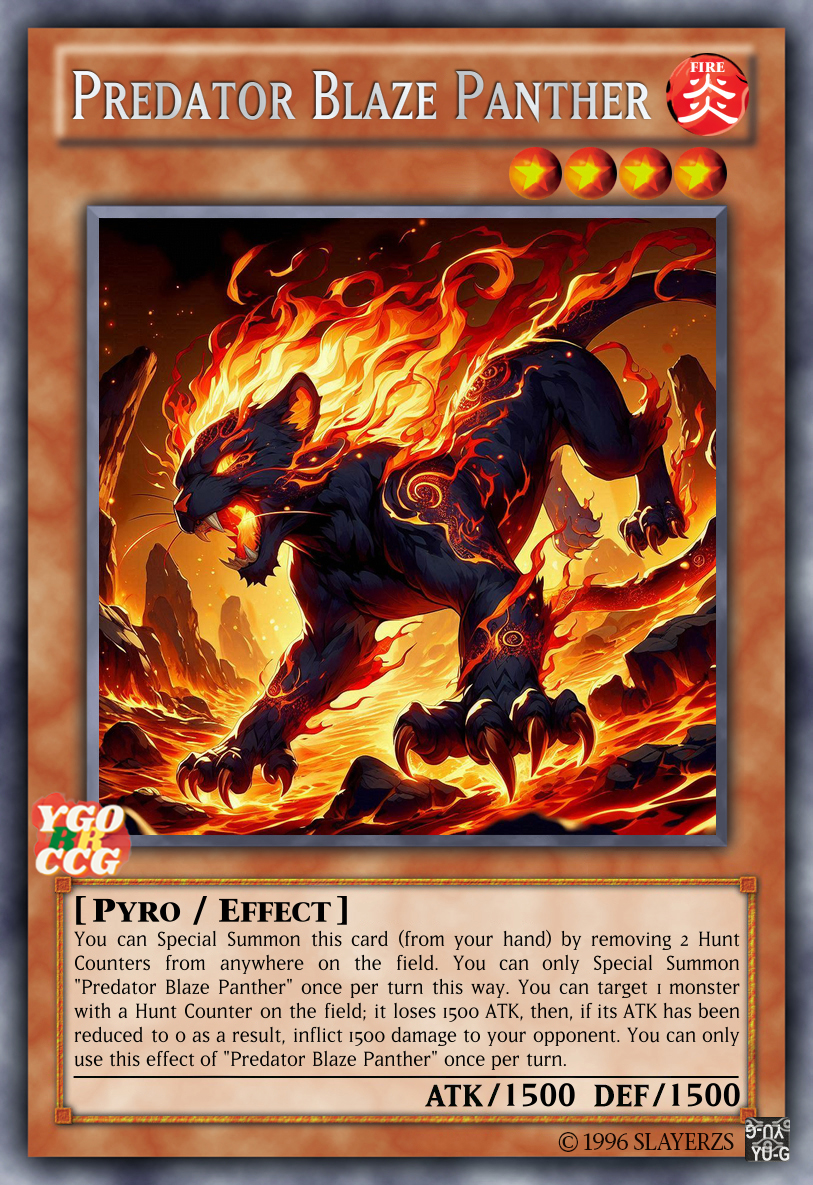 PREDATOR BLAZE PANTHER
FIRE
炎
YGO
BR
CCG
[ PYRO / EFFECT ]
You can Special Summon this card (from your hand) by removing 2 Hunt
Counters from anywhere on the field. You can only Special Summon
"Predator Blaze Panther" once per turn this way. You can target 1 monster
with a Hunt Counter on the field; it loses 1500 ATK, then, if its ATK has been
reduced to 0 as a result, inflict 1500 damage to your opponent. You can only
use this effect of "Predator Blaze Panther" once per turn.
ATK/1500 DEF/1500
© 1996 SLAYERZS
YU-G
YU-G